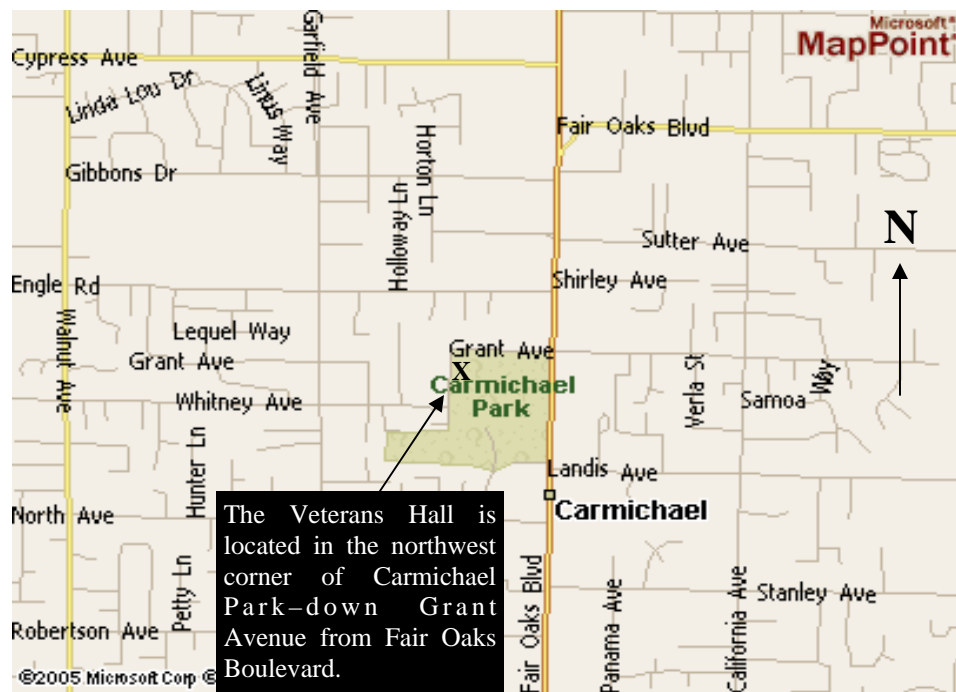 Microsoft®
MapPoint®
Cypress Ave
Garfield Ave
Linda Lou Dr
Linus Way
Fair Oaks Blvd
Horton Ln
Gibbons Dr
Holloway Ln
N
Sutter Ave
Engle Rd
Shirley Ave
Walnut Ave
Lequel Way
Grant Ave
Grant Ave
X
Carmichael
Park
Verla St
Samoa Way
Whitney Ave
Hunter Ln
Landis Ave
Carmichael
North Ave
The Veterans Hall is
located in the northwest
corner of Carmichael
Park–down Grant
Avenue from Fair Oaks
Boulevard.
Petty Ln
Fair Oaks Blvd
Panama Ave
California Ave
Stanley Ave
Robertson Ave
©2005 Microsoft Corp ©